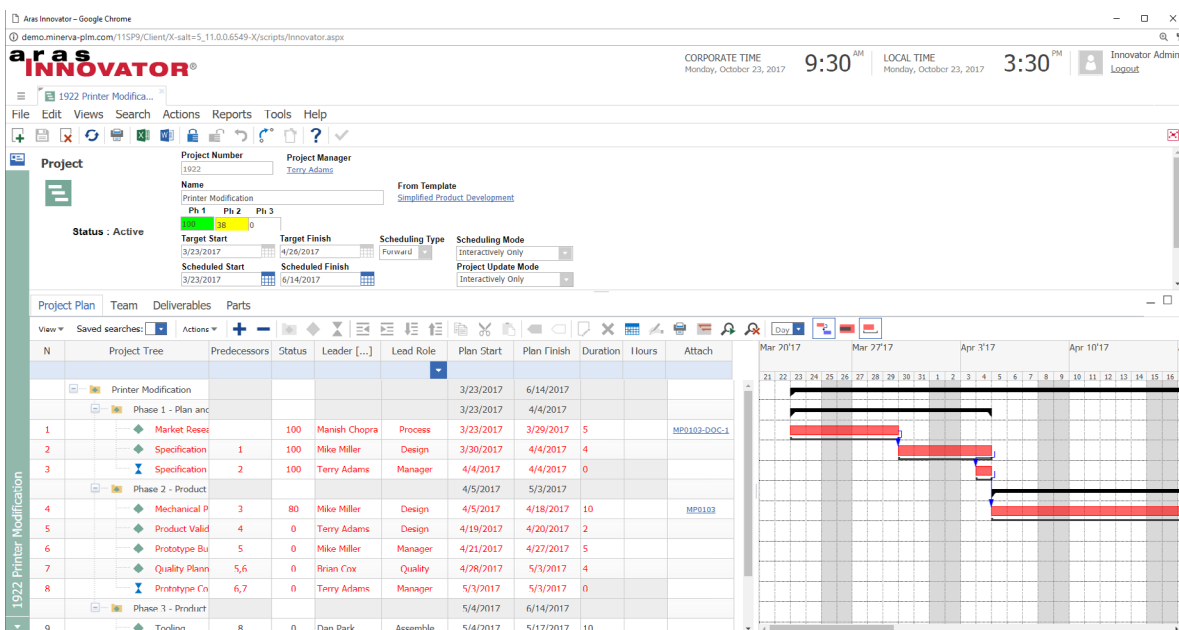 Aras Innovator – Google Chrome
demo.minerva-plm.com/11SP9/Client/X-salt=5_11.0.0.6549-X/scripts/Innovator.aspx
aras INNOVATOR®
CORPORATE TIME Monday, October 23, 2017 9:30 AM LOCAL TIME Monday, October 23, 2017 3:30 PM Innovator Admin Logout
1922 Printer Modifica...
File Edit Views Search Actions Reports Tools Help
Project
Project Number Project Manager
1922 Terry Adams
Name From Template
Printer Modification Simplified Product Development
Ph 1 Ph 2 Ph 3
100 38 0
Status : Active
Target Start Target Finish Scheduling Type Scheduling Mode
3/23/2017 4/26/2017 Forward Interactively Only
Scheduled Start Scheduled Finish Project Update Mode
3/23/2017 6/14/2017 Interactively Only
1922 Printer Modification
Project Plan Team Deliverables Parts
View Saved searches: Actions Day
N Project Tree Predecessors Status Leader [...] Lead Role Plan Start Plan Finish Duration Hours Attach Mar 20'17 Mar 27'17 Apr 3'17 Apr 10'17
21 22 23 24 25 26 27 28 29 30 31 1 2 3 4 5 6 7 8 9 10 11 12 13 14 15 16
Printer Modification 3/23/2017 6/14/2017
Phase 1 - Plan and 3/23/2017 4/4/2017
1 Market Resea 100 Manish Chopra Process 3/23/2017 3/29/2017 5 MP0103-DOC-1
2 Specification 1 100 Mike Miller Design 3/30/2017 4/4/2017 4
3 Specification 2 100 Terry Adams Manager 4/4/2017 4/4/2017 0
Phase 2 - Product 4/5/2017 5/3/2017
4 Mechanical P 3 80 Mike Miller Design 4/5/2017 4/18/2017 10 MP0103
5 Product Valid 4 0 Terry Adams Design 4/19/2017 4/20/2017 2
6 Prototype Bu 5 0 Mike Miller Manager 4/21/2017 4/27/2017 5
7 Quality Plann 5,6 0 Brian Cox Quality 4/28/2017 5/3/2017 4
8 Prototype Co 6,7 0 Terry Adams Manager 5/3/2017 5/3/2017 0
Phase 3 - Product 5/4/2017 6/14/2017
9 Tooling 8 0 Dan Park Assemble 5/4/2017 5/17/2017 10